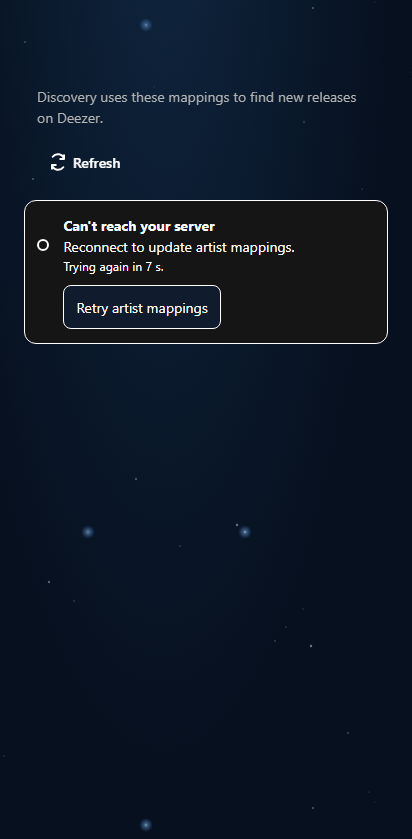 Discovery uses these mappings to find new releases
on Deezer.
Refresh
Can't reach your server
Reconnect to update artist mappings.
Trying again in 7 s.
Retry artist mappings